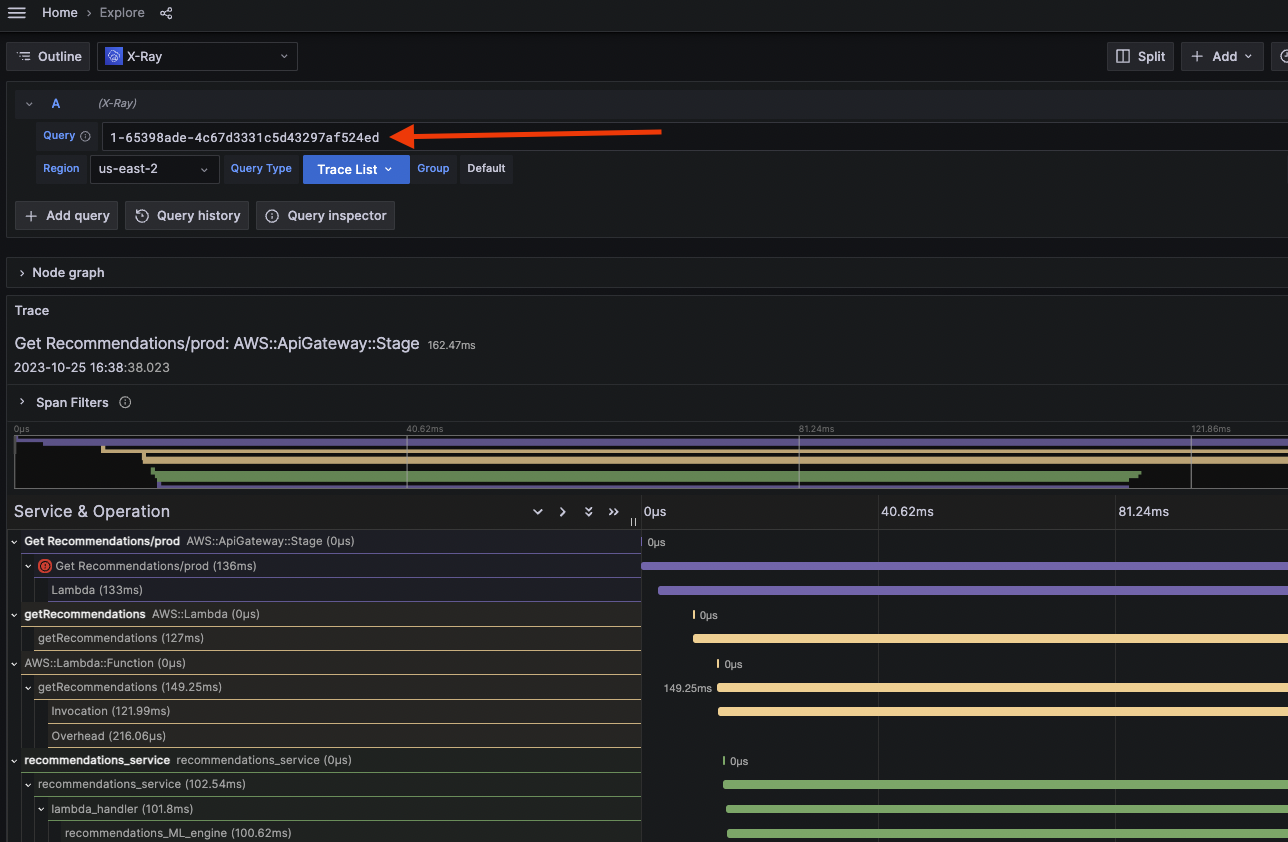 Home › Explore
Outline X-Ray Split + Add
A (X-Ray)
Query 1-65398ade-4c67d3331c5d43297af524ed
Region us-east-2 Query Type Trace List Group Default
+ Add query Query history Query inspector
Node graph
Trace
Get Recommendations/prod: AWS::ApiGateway::Stage 162.47ms
2023-10-25 16:38:38.023
Span Filters
0μs 40.62ms 81.24ms 121.86ms
Service & Operation 0μs 40.62ms 81.24ms
Get Recommendations/prod AWS::ApiGateway::Stage (0μs) 0μs
Get Recommendations/prod (136ms)
Lambda (133ms)
getRecommendations AWS::Lambda (0μs) 0μs
getRecommendations (127ms)
AWS::Lambda::Function (0μs) 0μs
getRecommendations (149.25ms) 149.25ms
Invocation (121.99ms)
Overhead (216.06μs)
recommendations_service recommendations_service (0μs) 0μs
recommendations_service (102.54ms)
lambda_handler (101.8ms)
recommendations_ML_engine (100.62ms)